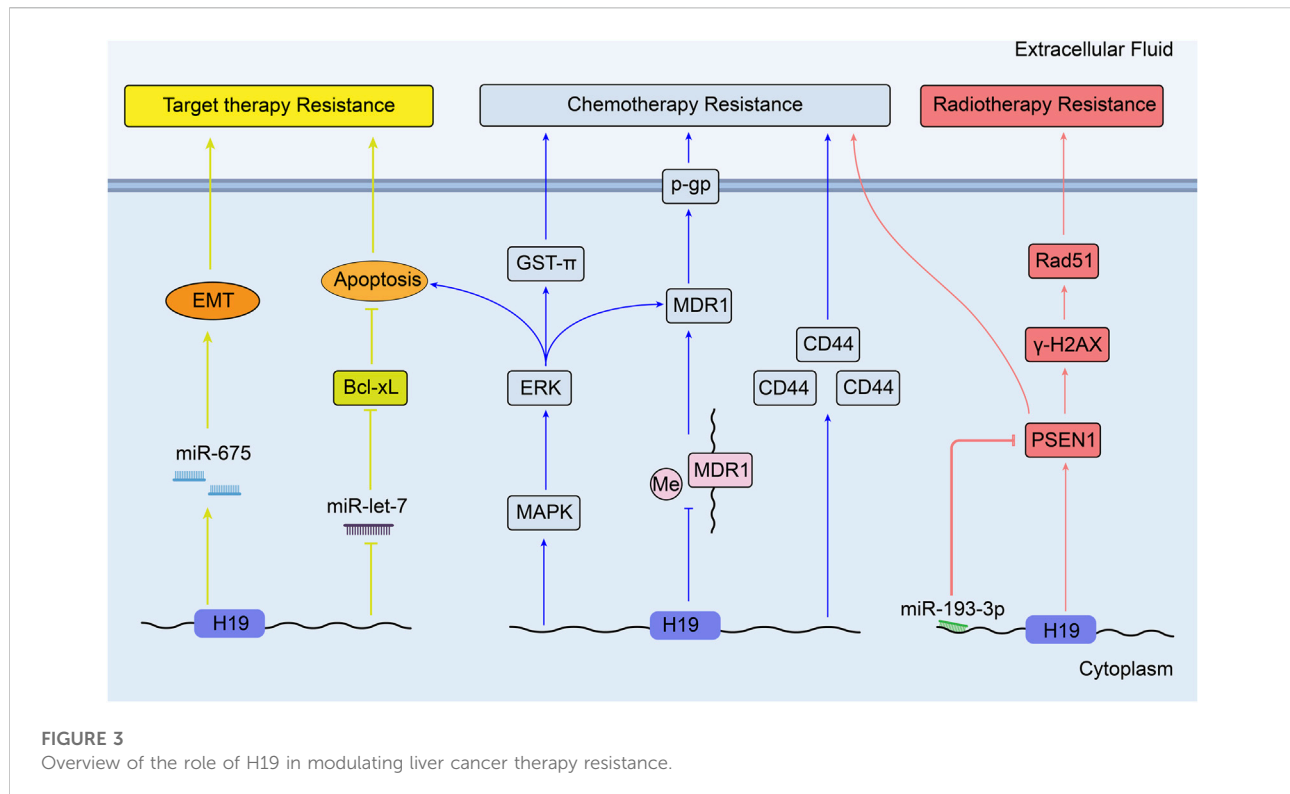 Extracellular Fluid
Target therapy Resistance
Chemotherapy Resistance
Radiotherapy Resistance
p-gp
GST-π
Rad51
Apoptosis
EMT
MDR1
γ-H2AX
CD44
Bcl-xL
ERK
CD44
CD44
PSEN1
miR-675
MDR1
Me
miR-let-7
MAPK
miR-193-3p
H19
H19
H19
Cytoplasm
FIGURE 3
Overview of the role of H19 in modulating liver cancer therapy resistance.